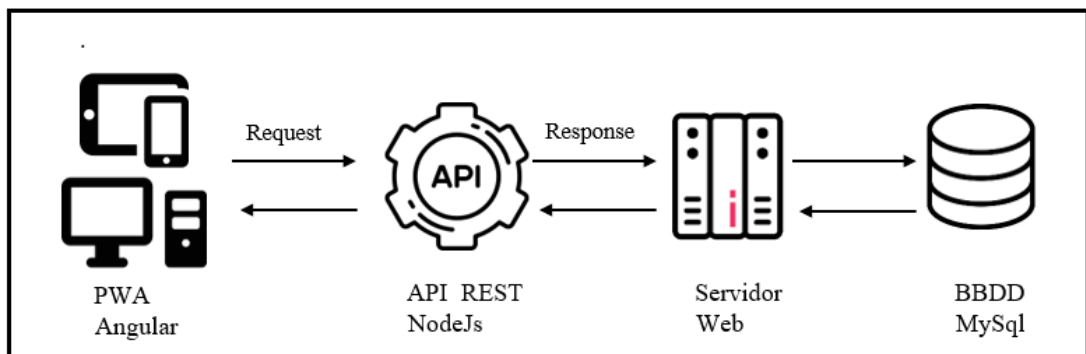 Request
Response
API
i
PWA
Angular
API REST
NodeJs
Servidor
Web
BBDD
MySql